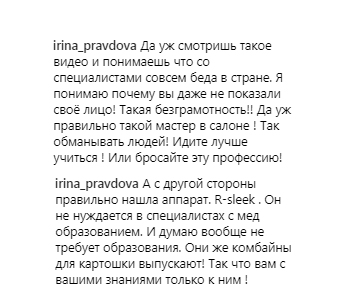 irina_pravdova Да уж смотришь такое
видео и понимаешь что со
специалистами совсем беда в стране. Я
понимаю почему вы даже не показали
своё лицо! Такая безграмотность!! Да уж
правильно такой мастер в салоне ! Так
обманывать людей! Идите лучше
учиться ! Или бросайте эту профессию!
irina_pravdova А с другой стороны
правильно нашла аппарат. R-sleek . Он
не нуждается в специалистах с мед
образованием. И думаю вообще не
требует образования. Они же комбайны
для картошки выпускают! Так что вам с
вашими знаниями только к ним !